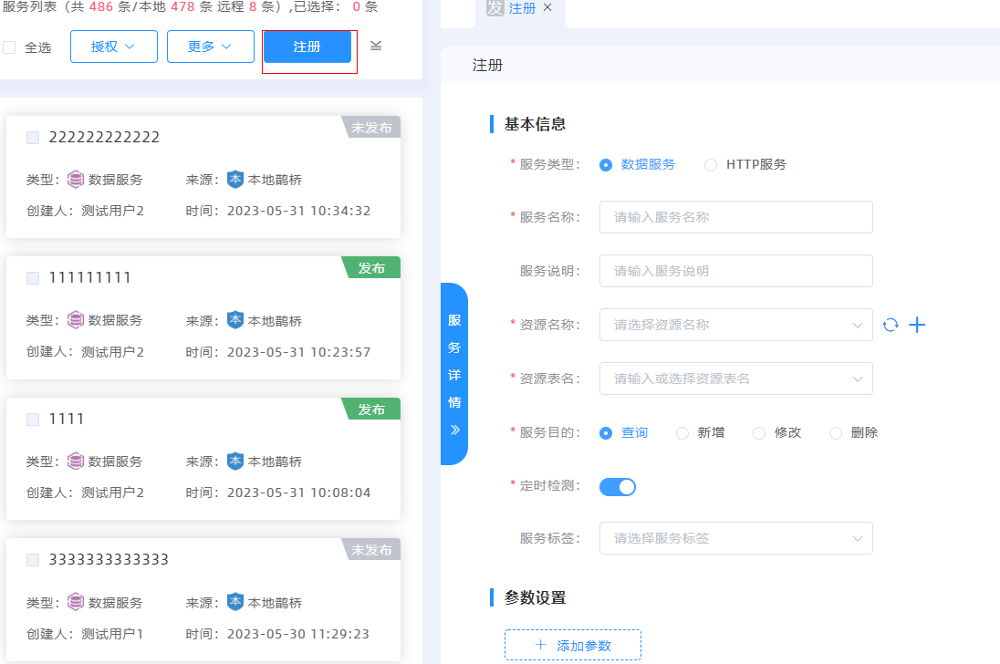 服务列表（共 486 条/本地 478 条 远程 8 条）,已选择： 0 条
全选 授权 更多 注册
未发布
222222222222
类型: 数据服务 来源: 本 本地鹊桥
创建人: 测试用户2 时间: 2023-05-31 10:34:32
发布
111111111
类型: 数据服务 来源: 本 本地鹊桥
创建人: 测试用户2 时间: 2023-05-31 10:23:57
发布
1111
类型: 数据服务 来源: 本 本地鹊桥
创建人: 测试用户2 时间: 2023-05-31 10:08:04
未发布
3333333333333
类型: 数据服务 来源: 本 本地鹊桥
创建人: 测试用户1 时间: 2023-05-30 11:29:23
服务详情
发 注册 ×
注册
基本信息
* 服务类型: 数据服务 HTTP服务
* 服务名称: 请输入服务名称
服务说明: 请输入服务说明
* 资源名称: 请选择资源名称
* 资源表名: 请输入或选择资源表名
* 服务目的: 查询 新增 修改 删除
* 定时检测:
服务标签: 请选择服务标签
参数设置
+ 添加参数